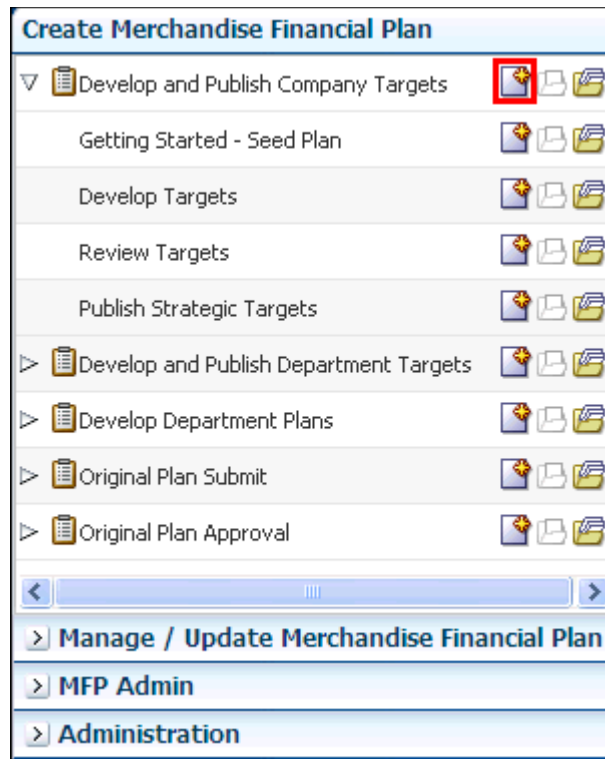 Create Merchandise Financial Plan
Develop and Publish Company Targets
Getting Started - Seed Plan
Develop Targets
Review Targets
Publish Strategic Targets
Develop and Publish Department Targets
Develop Department Plans
Original Plan Submit
Original Plan Approval
Manage / Update Merchandise Financial Plan
MFP Admin
Administration